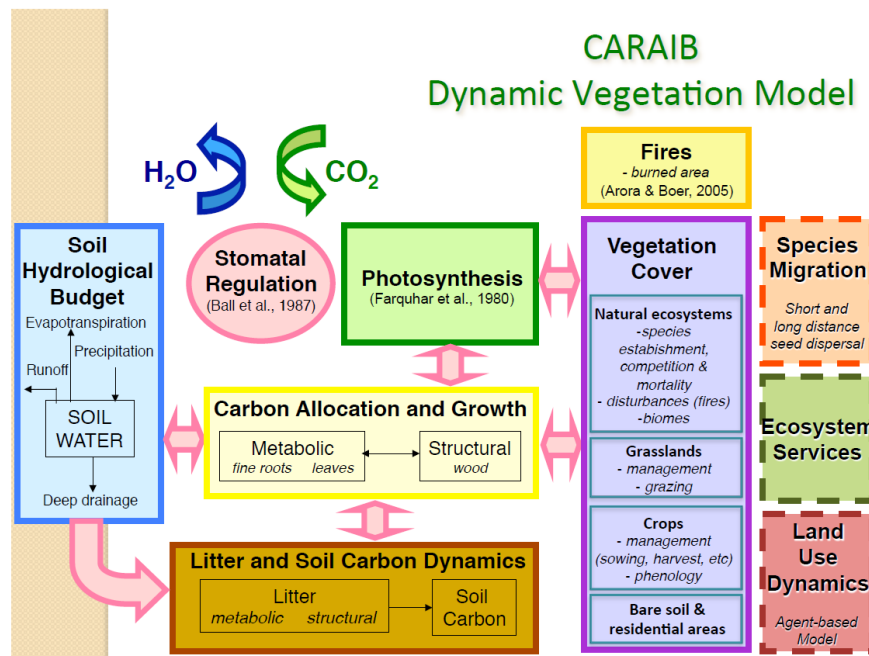 CARAIB
Dynamic Vegetation Model
H2O
CO2
Fires
- burned area
(Arora & Boer, 2005)
Soil
Hydrological
Budget
Evapotranspiration
Precipitation
Runoff
SOIL
WATER
Deep drainage
Stomatal
Regulation
(Ball et al., 1987)
Photosynthesis
(Farquhar et al., 1980)
Vegetation
Cover
Natural ecosystems
-species
estabishment,
competition &
mortality
- disturbances (fires)
-biomes
Grasslands
- management
- grazing
Crops
- management
(sowing, harvest, etc)
- phenology
Bare soil &
residential areas
Species
Migration
Short and
long distance
seed dispersal
Ecosystem
Services
Land
Use
Dynamics
Agent-based
Model
Carbon Allocation and Growth
Metabolic
fine roots leaves
Structural
wood
Litter and Soil Carbon Dynamics
Litter
metabolic structural
Soil
Carbon